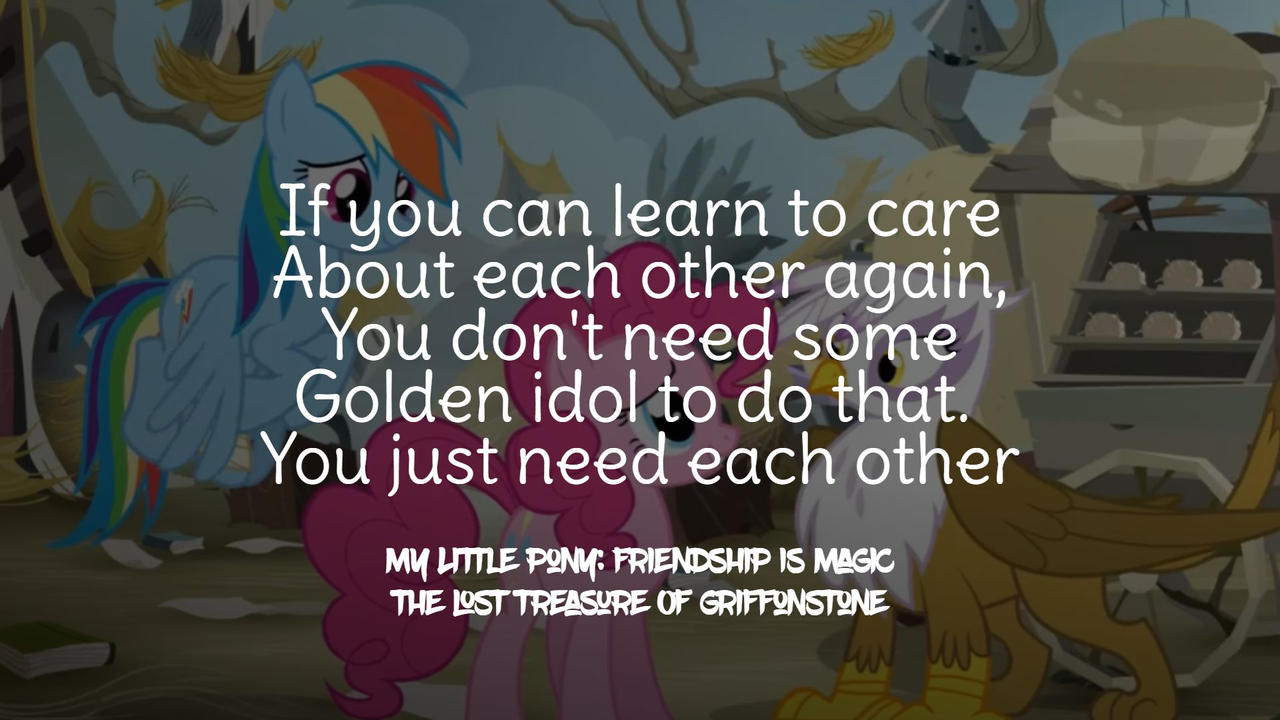 If you can learn to care
About each other again,
You don't need some
Golden idol to do that.
You just need each other
MY LITTLE PONY: FRIENDSHIP IS MAGIC
THE LOST TREASURE OF GRIFFONSTONE